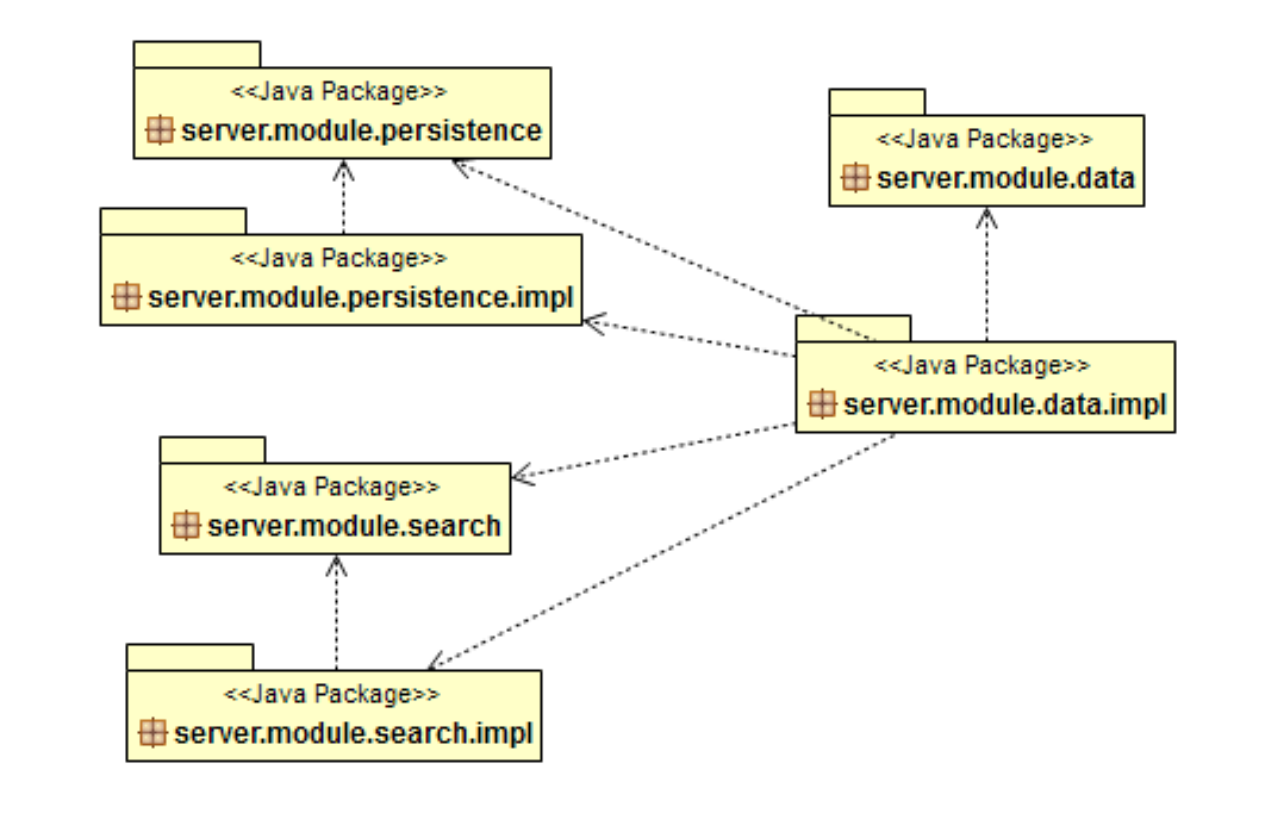 <<Java Package>>
server.module.persistence
<<Java Package>>
server.module.data
<<Java Package>>
server.module.persistence.impl
<<Java Package>>
server.module.data.impl
<<Java Package>>
server.module.search
<<Java Package>>
server.module.search.impl